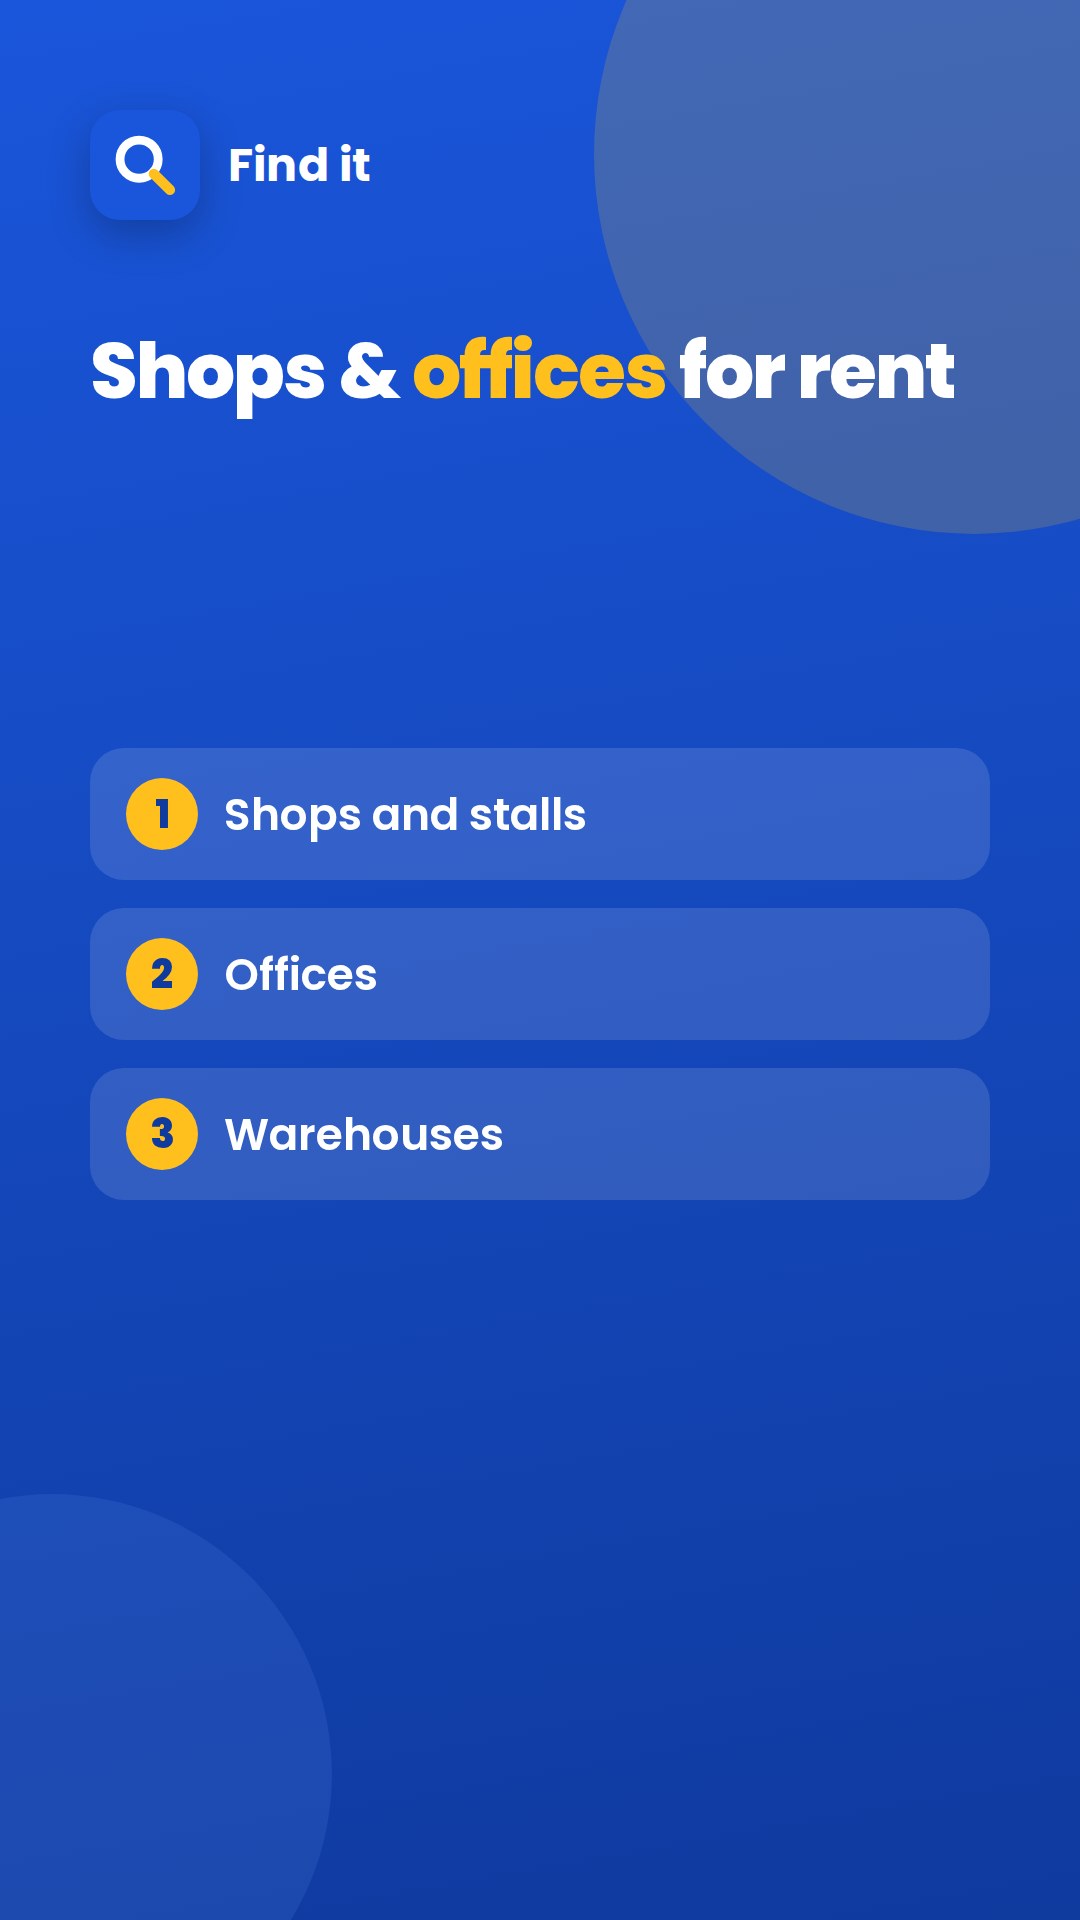 Find it
Shops & offices for rent
1 Shops and stalls
2 Offices
3 Warehouses